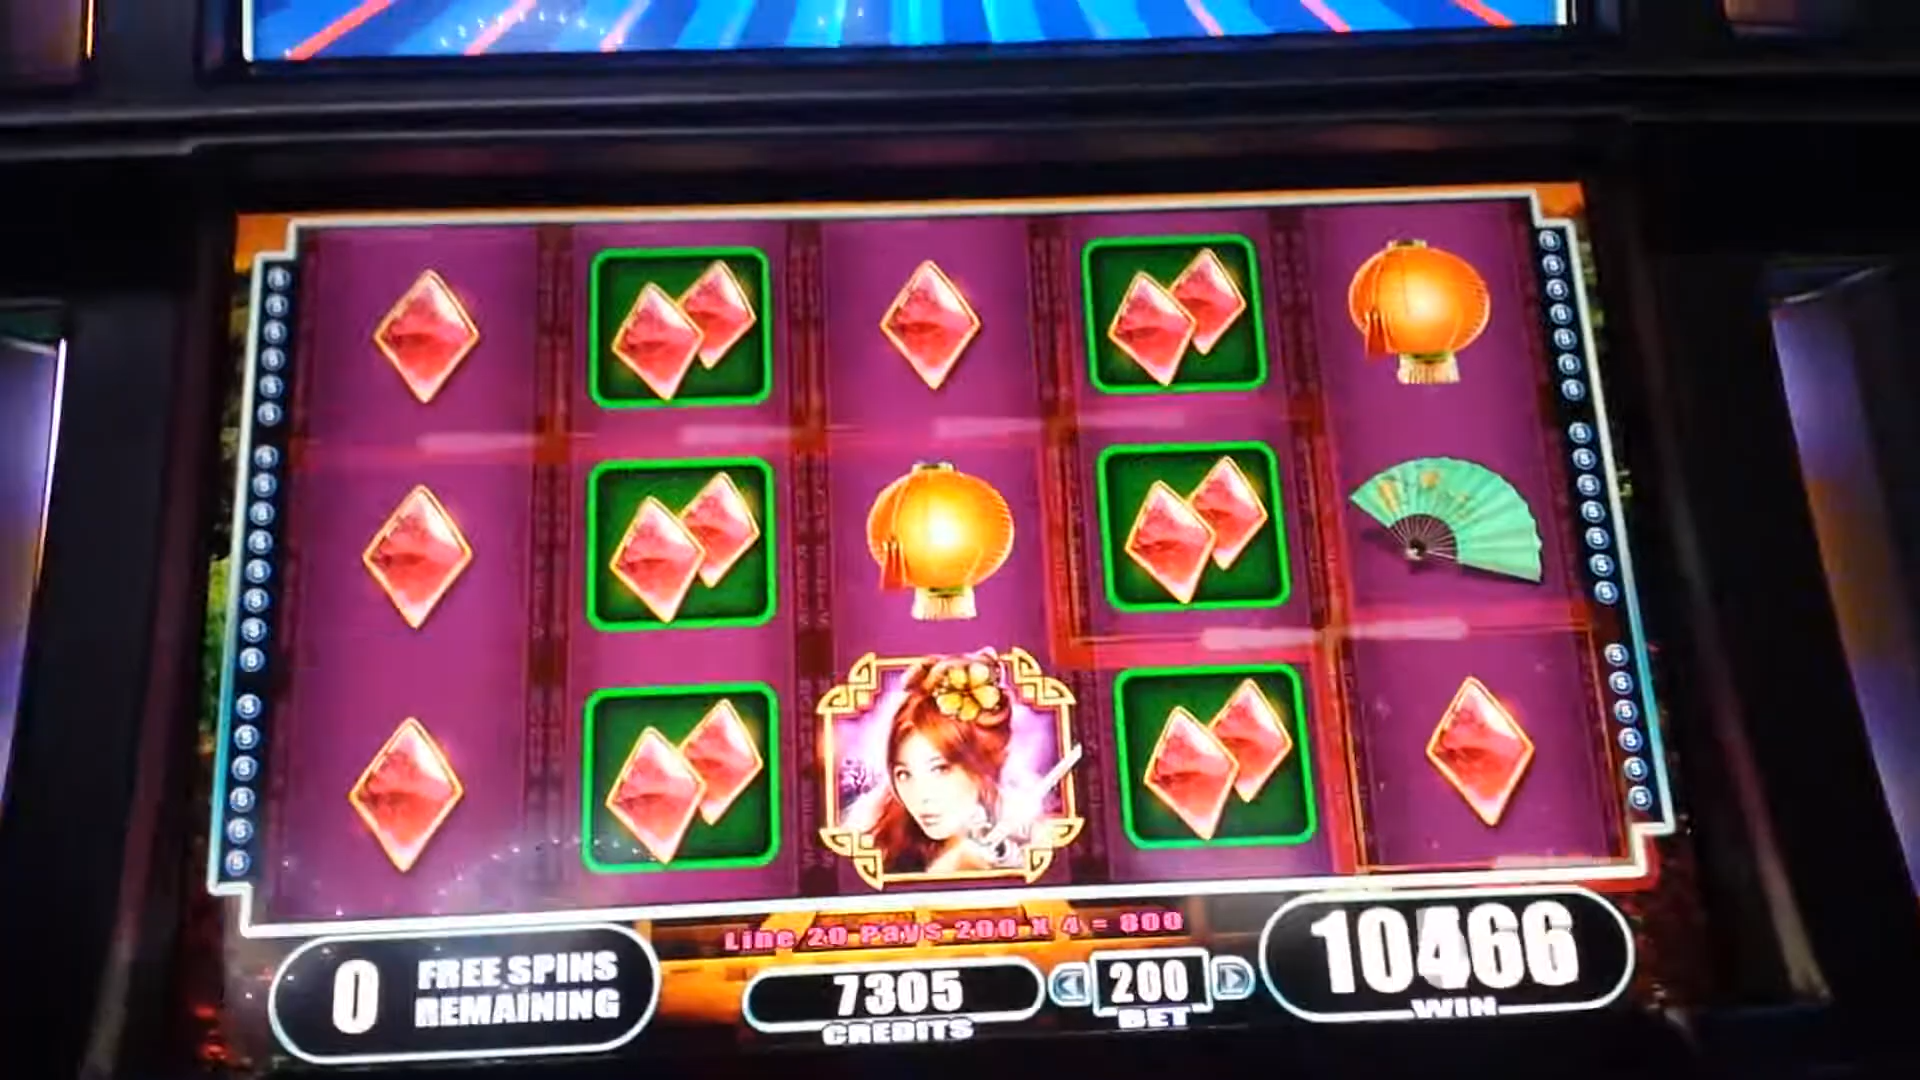 Line 20 Pays 200 X 4 = 800
0 FREE SPINS
REMAINING
7305
CREDITS
200
BET
10466
WIN